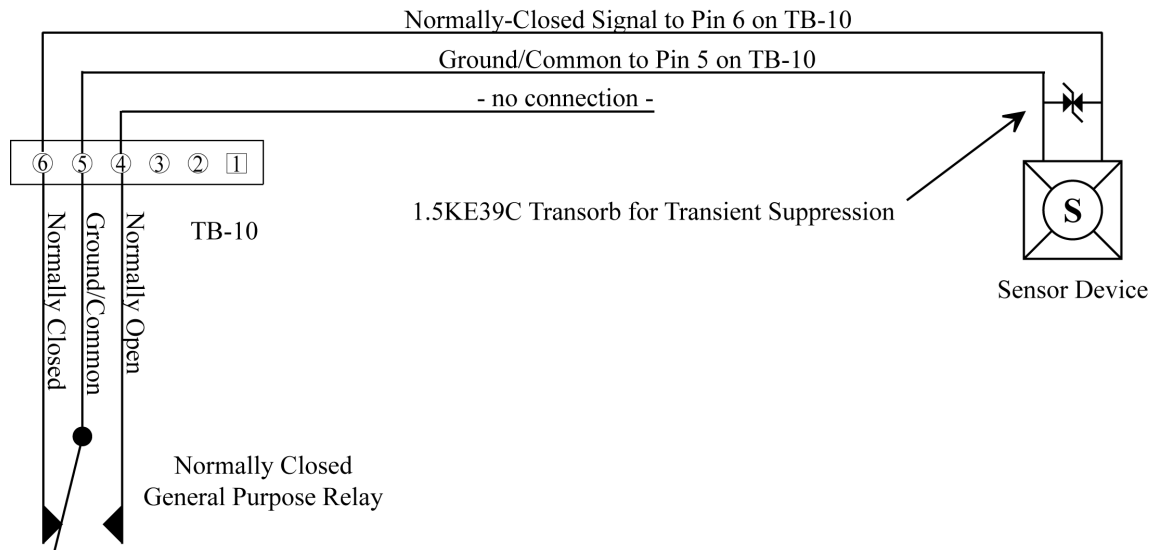 Normally-Closed Signal to Pin 6 on TB-10
Ground/Common to Pin 5 on TB-10
- no connection -
6 5 4 3 2 1
1.5KE39C Transorb for Transient Suppression
S
TB-10
Normally Closed
Ground/Common
Normally Open
Sensor Device
Normally Closed
General Purpose Relay